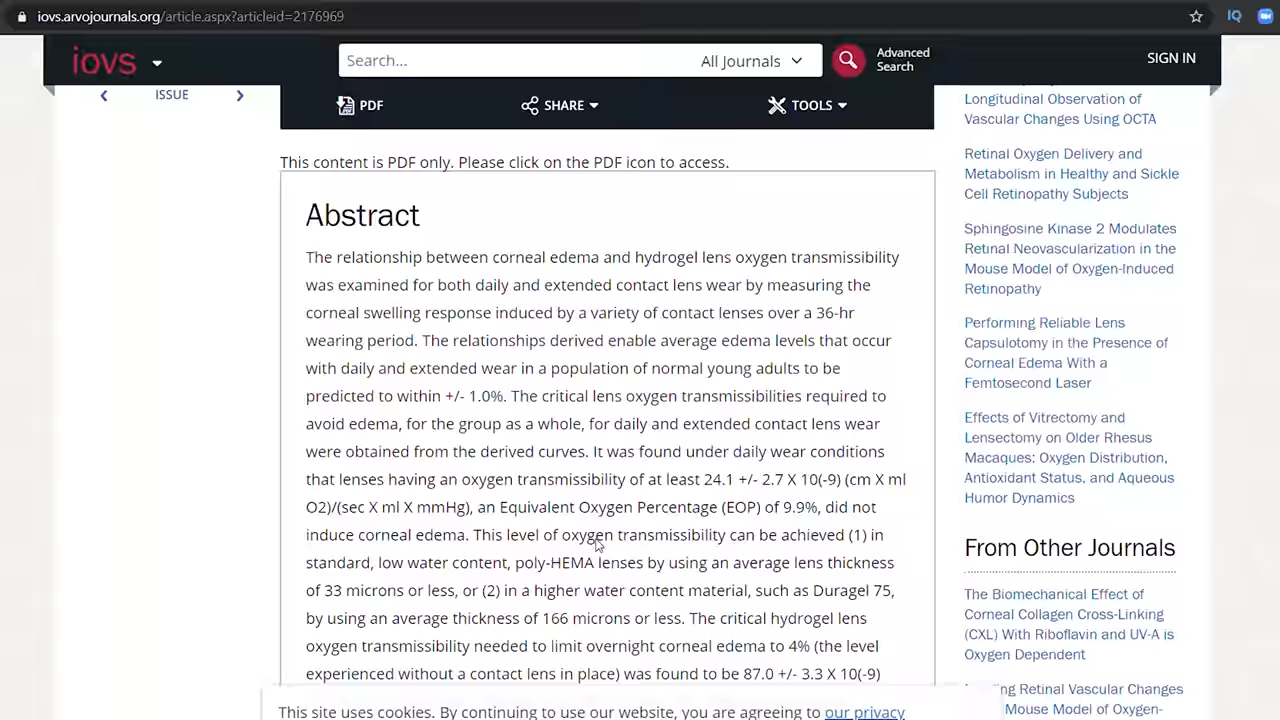 iovs.arvojournals.org/article.aspx?articleid=2176969
iovs
Search...
All Journals
Advanced
Search
SIGN IN
ISSUE
PDF
SHARE
TOOLS
This content is PDF only. Please click on the PDF icon to access.
Abstract
The relationship between corneal edema and hydrogel lens oxygen transmissibility
was examined for both daily and extended contact lens wear by measuring the
corneal swelling response induced by a variety of contact lenses over a 36-hr
wearing period. The relationships derived enable average edema levels that occur
with daily and extended wear in a population of normal young adults to be
predicted to within +/- 1.0%. The critical lens oxygen transmissibilities required to
avoid edema, for the group as a whole, for daily and extended contact lens wear
were obtained from the derived curves. It was found under daily wear conditions
that lenses having an oxygen transmissibility of at least 24.1 +/- 2.7 X 10(-9) (cm X ml
O2)/(sec X ml X mmHg), an Equivalent Oxygen Percentage (EOP) of 9.9%, did not
induce corneal edema. This level of oxygen transmissibility can be achieved (1) in
standard, low water content, poly-HEMA lenses by using an average lens thickness
of 33 microns or less, or (2) in a higher water content material, such as Duragel 75,
by using an average thickness of 166 microns or less. The critical hydrogel lens
oxygen transmissibility needed to limit overnight corneal edema to 4% (the level
experienced without a contact lens in place) was found to be 87.0 +/- 3.3 X 10(-9)
Longitudinal Observation of
Vascular Changes Using OCTA
Retinal Oxygen Delivery and
Metabolism in Healthy and Sickle
Cell Retinopathy Subjects
Sphingosine Kinase 2 Modulates
Retinal Neovascularization in the
Mouse Model of Oxygen-Induced
Retinopathy
Performing Reliable Lens
Capsulotomy in the Presence of
Corneal Edema With a
Femtosecond Laser
Effects of Vitrectomy and
Lensectomy on Older Rhesus
Macaques: Oxygen Distribution,
Antioxidant Status, and Aqueous
Humor Dynamics
From Other Journals
The Biomechanical Effect of
Corneal Collagen Cross-Linking
(CXL) With Riboflavin and UV-A is
Oxygen Dependent
Retinal Vascular Changes
Mouse Model of Oxygen-
This site uses cookies. By continuing to use our website, you are agreeing to our privacy